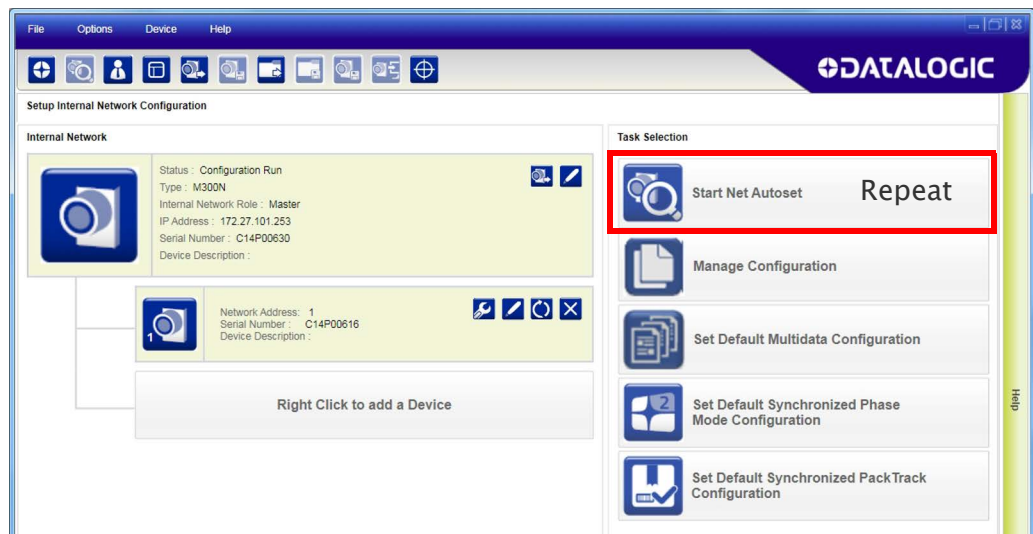 File Options Device Help
DATALOGIC
Setup Internal Network Configuration
Internal Network
Status : Configuration Run
Type : M300N
Internal Network Role : Master
IP Address : 172.27.101.253
Serial Number : C14P00630
Device Description :
1
Network Address: 1
Serial Number : C14P00616
Device Description :
Right Click to add a Device
Task Selection
Start Net Autoset Repeat
Manage Configuration
Set Default Multidata Configuration
2
Set Default Synchronized Phase
Mode Configuration
Set Default Synchronized PackTrack
Configuration
Help